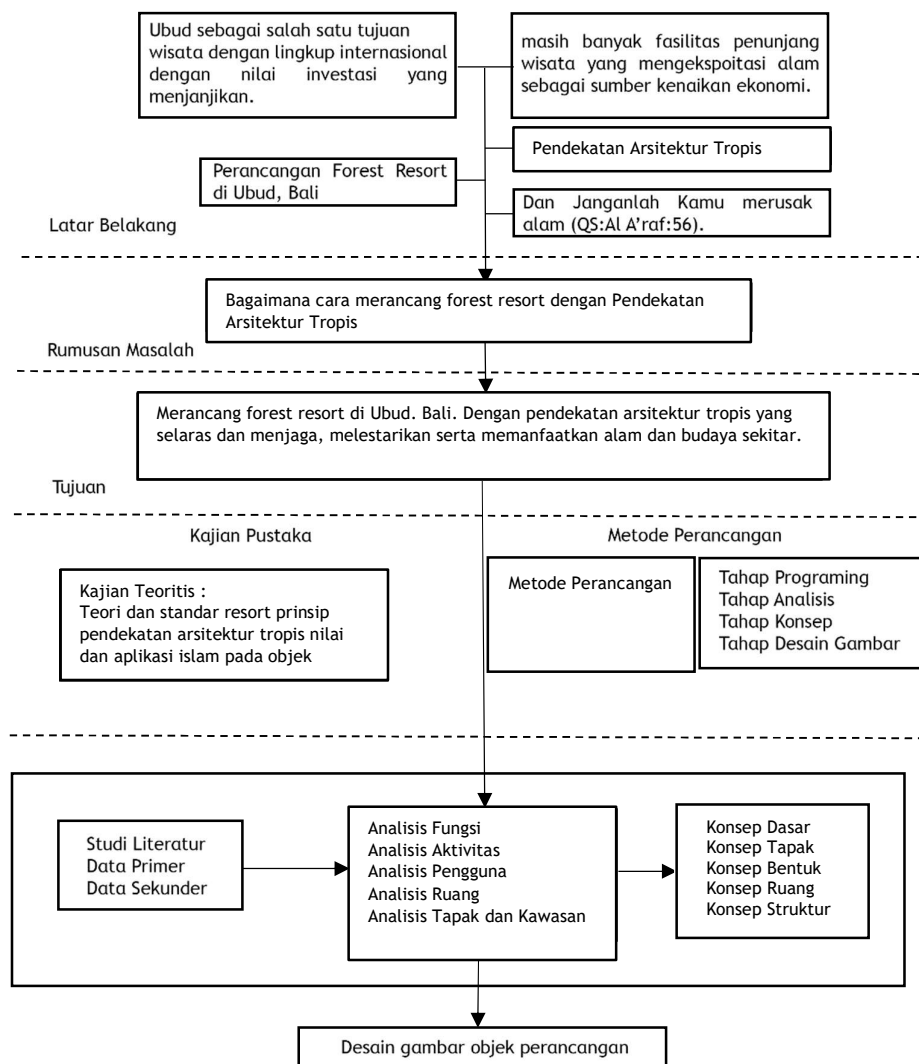 Ubud sebagai salah satu tujuan
wisata dengan lingkup internasional
dengan nilai investasi yang
menjanjikan.
masih banyak fasilitas penunjang
wisata yang mengekspoitasi alam
sebagai sumber kenaikan ekonomi.
Pendekatan Arsitektur Tropis
Perancangan Forest Resort
di Ubud, Bali
Dan Janganlah Kamu merusak
alam (QS:Al A’raf:56).
Latar Belakang
Bagaimana cara merancang forest resort dengan Pendekatan
Arsitektur Tropis
Rumusan Masalah
Merancang forest resort di Ubud. Bali. Dengan pendekatan arsitektur tropis yang
selaras dan menjaga, melestarikan serta memanfaatkan alam dan budaya sekitar.
Tujuan
Kajian Pustaka
Metode Perancangan
Kajian Teoritis :
Teori dan standar resort prinsip
pendekatan arsitektur tropis nilai
dan aplikasi islam pada objek
Metode Perancangan
Tahap Programing
Tahap Analisis
Tahap Konsep
Tahap Desain Gambar
Studi Literatur
Data Primer
Data Sekunder
Analisis Fungsi
Analisis Aktivitas
Analisis Pengguna
Analisis Ruang
Analisis Tapak dan Kawasan
Konsep Dasar
Konsep Tapak
Konsep Bentuk
Konsep Ruang
Konsep Struktur
Desain gambar objek perancangan